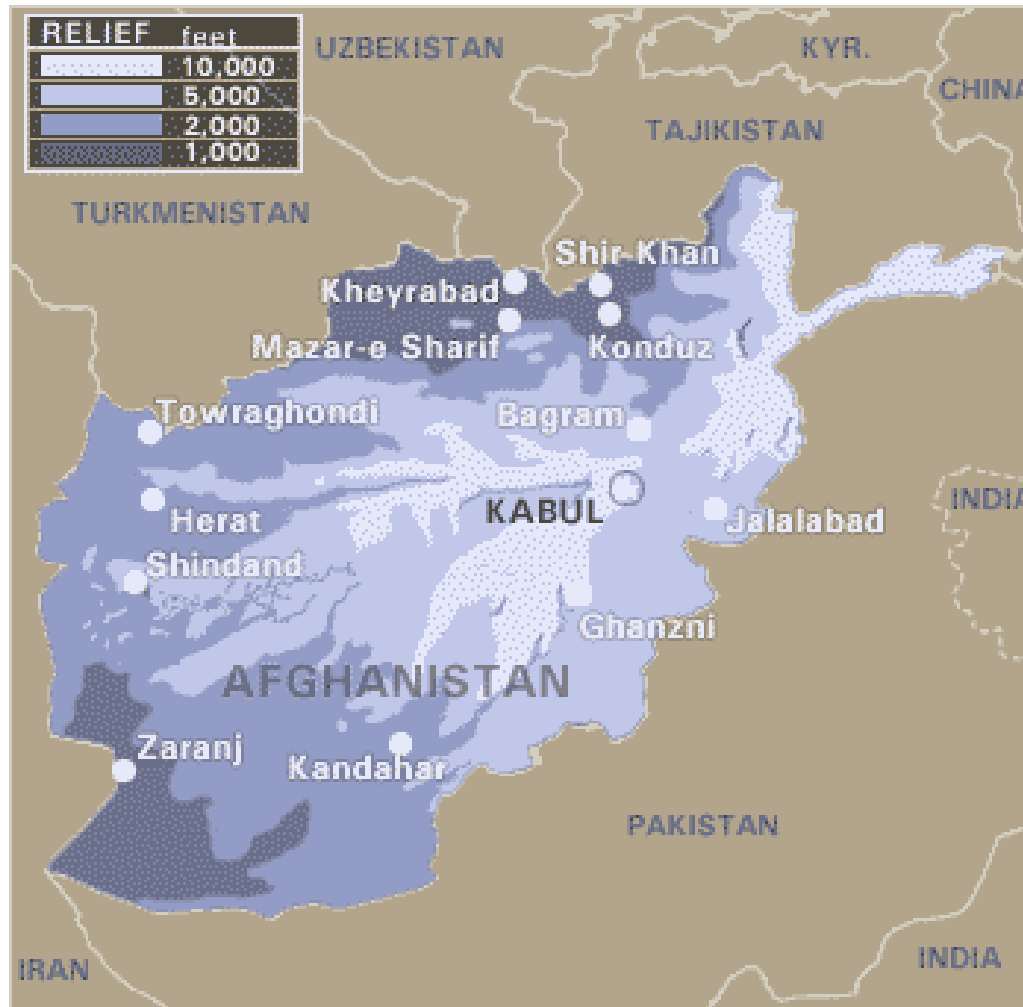 RELIEF feet
10,000
5,000
2,000
1,000
UZBEKISTAN
KYR.
CHINA
TAJIKISTAN
TURKMENISTAN
Shir Khan
Kheyrabad
Mazar-e Sharif
Konduz
Towraghondi
Bagram
KABUL
INDIA
Herat
Jalalabad
Shindand
Ghanzni
AFGHANISTAN
Zaranj
Kandahar
PAKISTAN
IRAN
INDIA